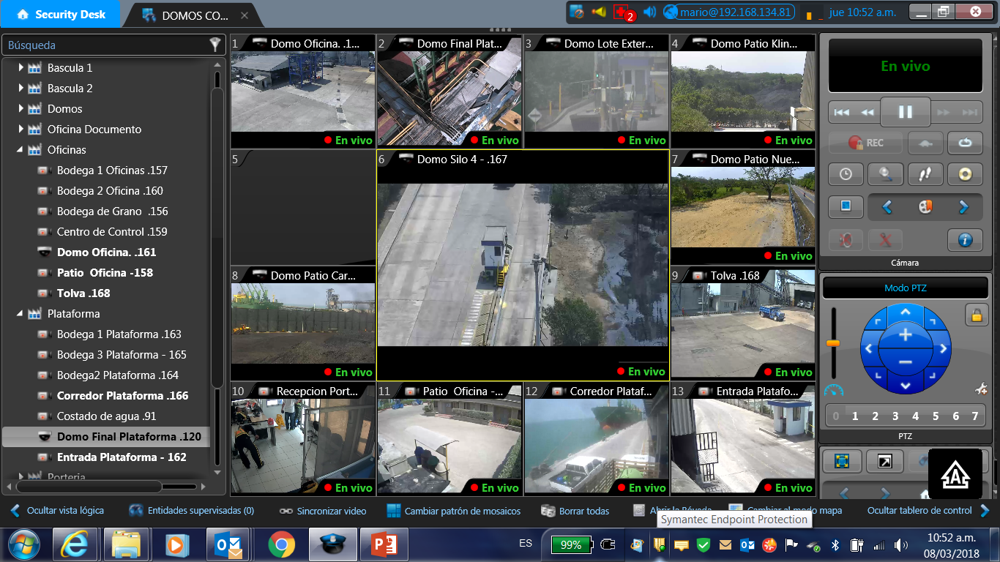 Security Desk
DOMOS CO...
2
mario@192.168.134.81
jue 10:52 a.m.
Búsqueda
Bascula 1
Bascula 2
Domos
Oficina Documento
Oficinas
Bodega 1 Oficinas .157
Bodega 2 Oficina .160
Bodega de Grano .156
Centro de Control .159
Domo Oficina. .161
Patio Oficina -158
Tolva .168
Plataforma
Bodega 1 Plataforma .163
Bodega 3 Plataforma - 165
Bodega2 Plataforma .164
Corredor Plataforma .166
Costado de agua .91
Domo Final Plataforma .120
Entrada Plataforma - 162
Porteria
1 Domo Oficina. .1...
En vivo
2 Domo Final Plat...
En vivo
3 Domo Lote Exter...
En vivo
4 Domo Patio Klin...
En vivo
5
6 Domo Silo 4 - .167
En vivo
7 Domo Patio Nue...
En vivo
8 Domo Patio Car...
En vivo
9 Tolva .168
En vivo
10 Recepcion Port...
En vivo
11 Patio Oficina -...
En vivo
12 Corredor Plataf...
En vivo
13 Entrada Platafo...
En vivo
En vivo
REC
Cámara
Modo PTZ
0 1 2 3 4 5 6 7
PTZ
Ocultar vista lógica
Entidades supervisadas (0)
Sincronizar video
Cambiar patrón de mosaicos
Borrar todas
Abrir la Bóveda
Cambiar al modo mapa
Ocultar tablero de control
Symantec Endpoint Protection
ES
99%
10:52 a.m.
08/03/2018